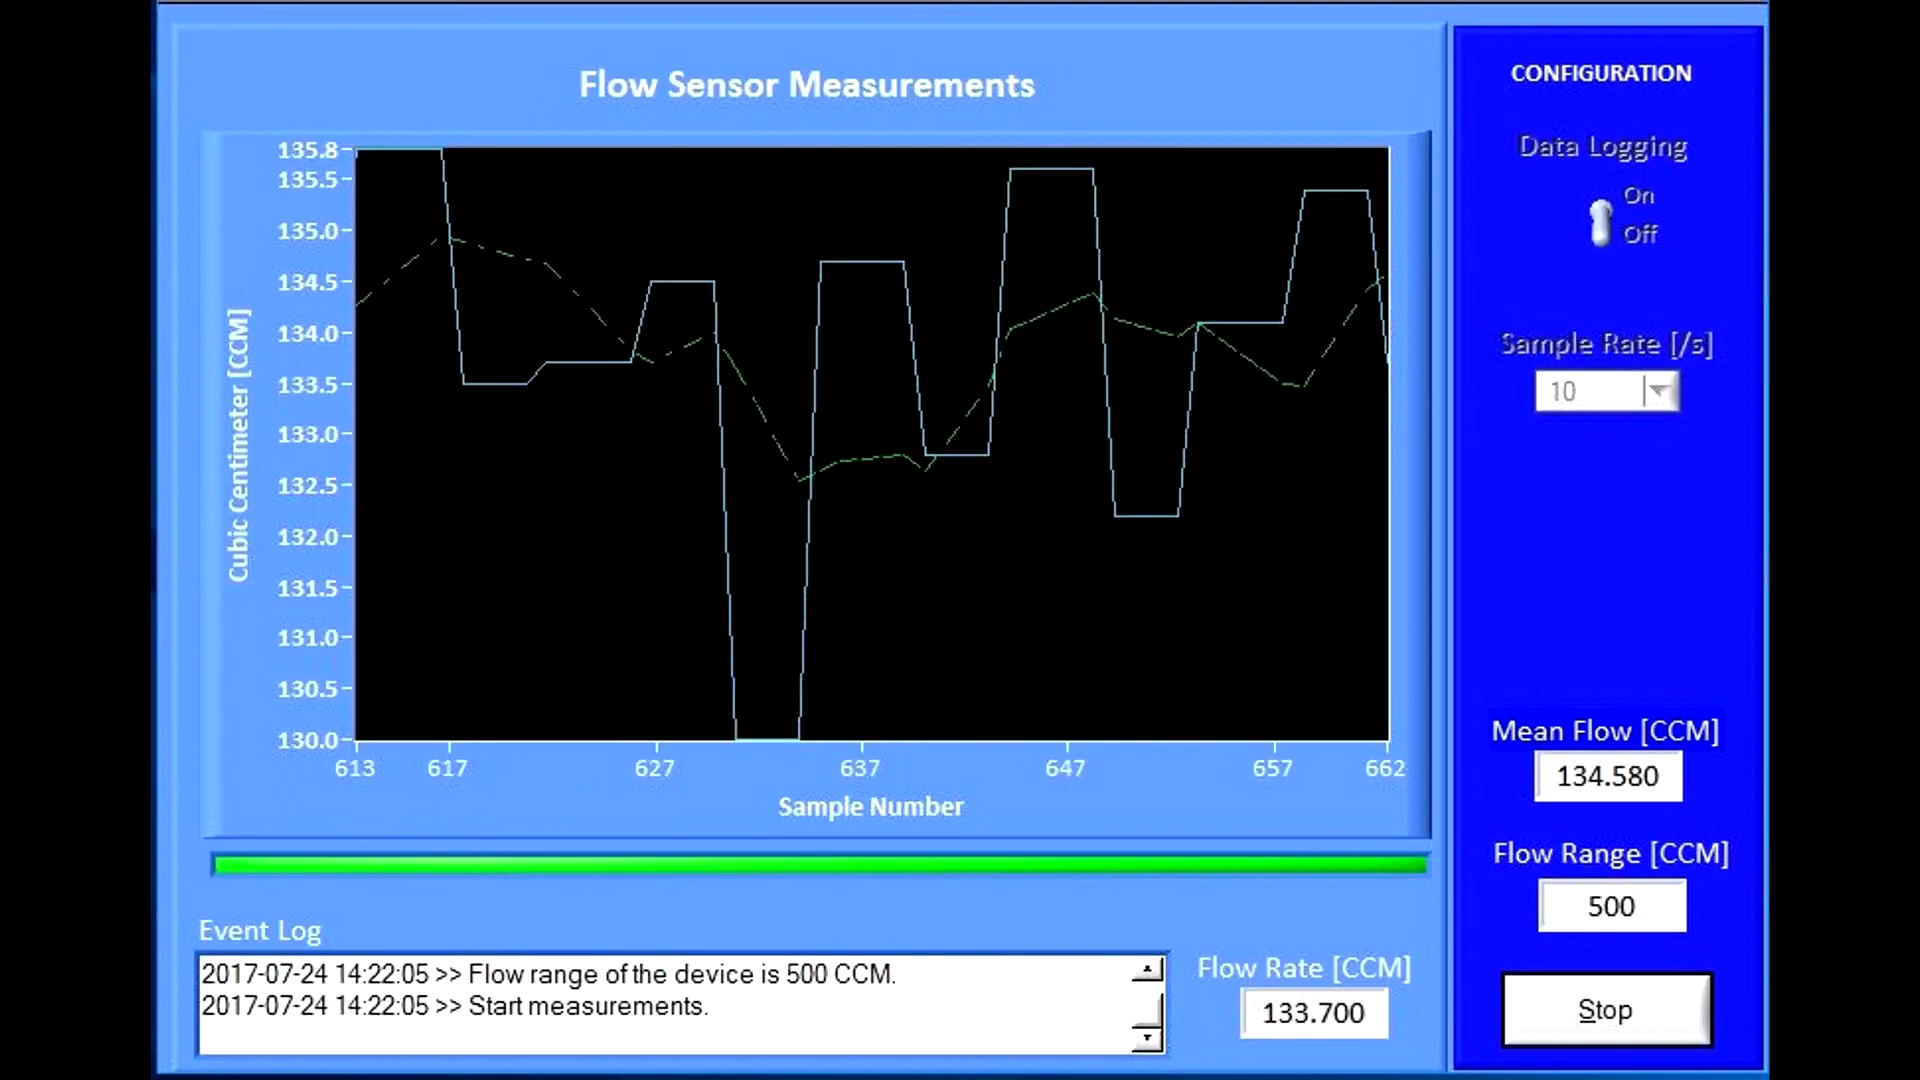 Flow Sensor Measurements
135.8
135.5
135.0
134.5
134.0
133.5
133.0
132.5
132.0
131.5
131.0
130.5
130.0
Cubic Centimeter [CCM]
613 617 627 637 647 657 662
Sample Number
Event Log
2017-07-24 14:22:05 >> Flow range of the device is 500 CCM.
2017-07-24 14:22:05 >> Start measurements.
Flow Rate [CCM]
133.700
CONFIGURATION
Data Logging
On
Off
Sample Rate [/s]
10
Mean Flow [CCM]
134.580
Flow Range [CCM]
500
Stop